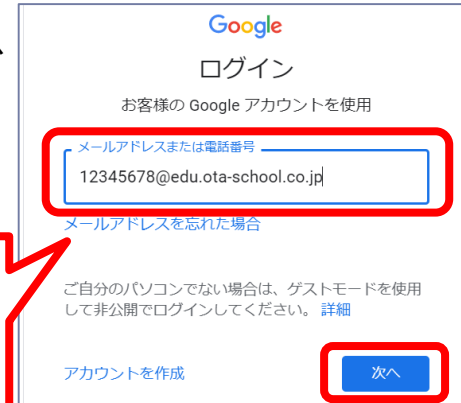 Google
ログイン
お客様の Google アカウントを使用
メールアドレスまたは電話番号
12345678@edu.ota-school.co.jp
メールアドレスを忘れた場合
ご自分のパソコンでない場合は、ゲストモードを使用
して非公開でログインしてください。 詳細
アカウントを作成
次へ